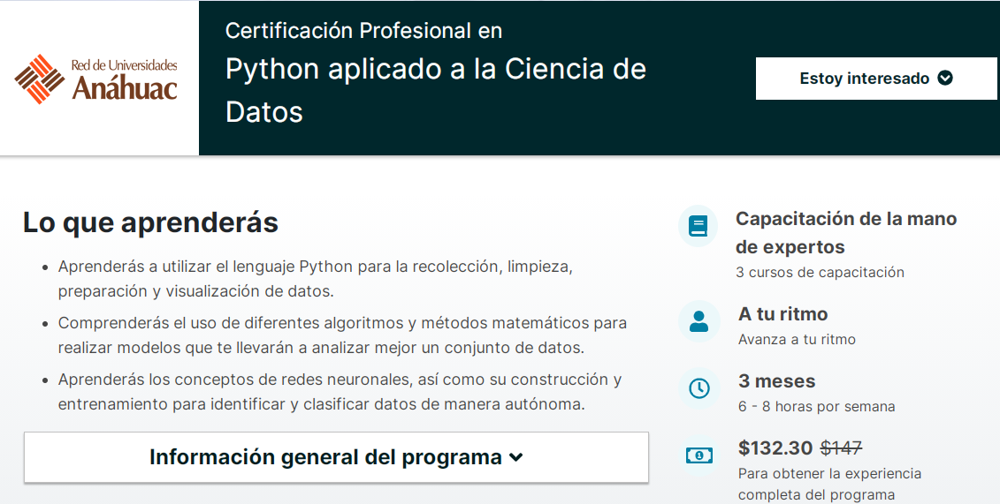 Red de Universidades
Anáhuac
Certificación Profesional en
Python aplicado a la Ciencia de
Datos
Estoy interesado
Lo que aprenderás
Aprenderás a utilizar el lenguaje Python para la recolección, limpieza,
preparación y visualización de datos.
Comprenderás el uso de diferentes algoritmos y métodos matemáticos para
realizar modelos que te llevarán a analizar mejor un conjunto de datos.
Aprenderás los conceptos de redes neuronales, así como su construcción y
entrenamiento para identificar y clasificar datos de manera autónoma.
Información general del programa
Capacitación de la mano
de expertos
3 cursos de capacitación
A tu ritmo
Avanza a tu ritmo
3 meses
6 - 8 horas por semana
$132.30 $147
Para obtener la experiencia
completa del programa